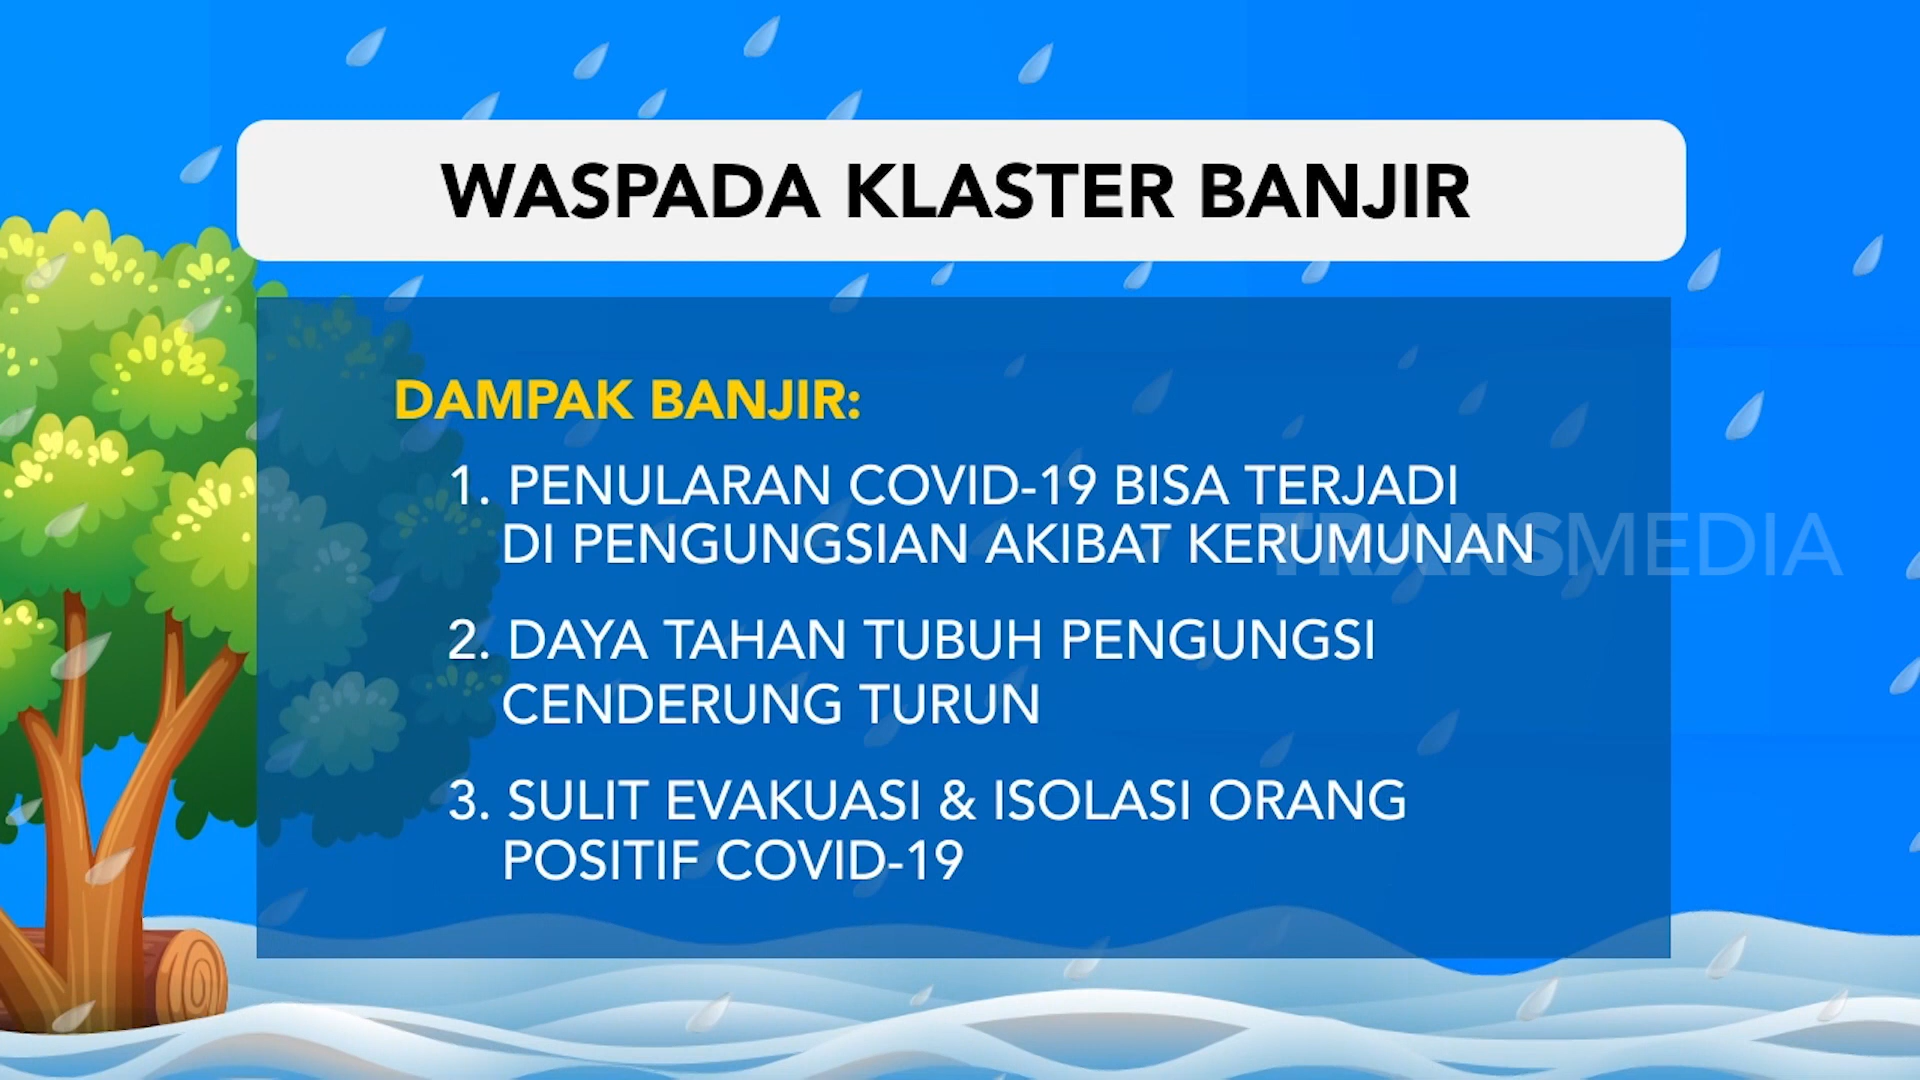 WASPADA KLASTER BANJIR
DAMPAK BANJIR:
1. PENULARAN COVID-19 BISA TERJADI
DI PENGUNGSIAN AKIBAT KERUMUNAN
TRANSMEDIA
2. DAYA TAHAN TUBUH PENGUNGSI
CENDERUNG TURUN
3. SULIT EVAKUASI & ISOLASI ORANG
POSITIF COVID-19